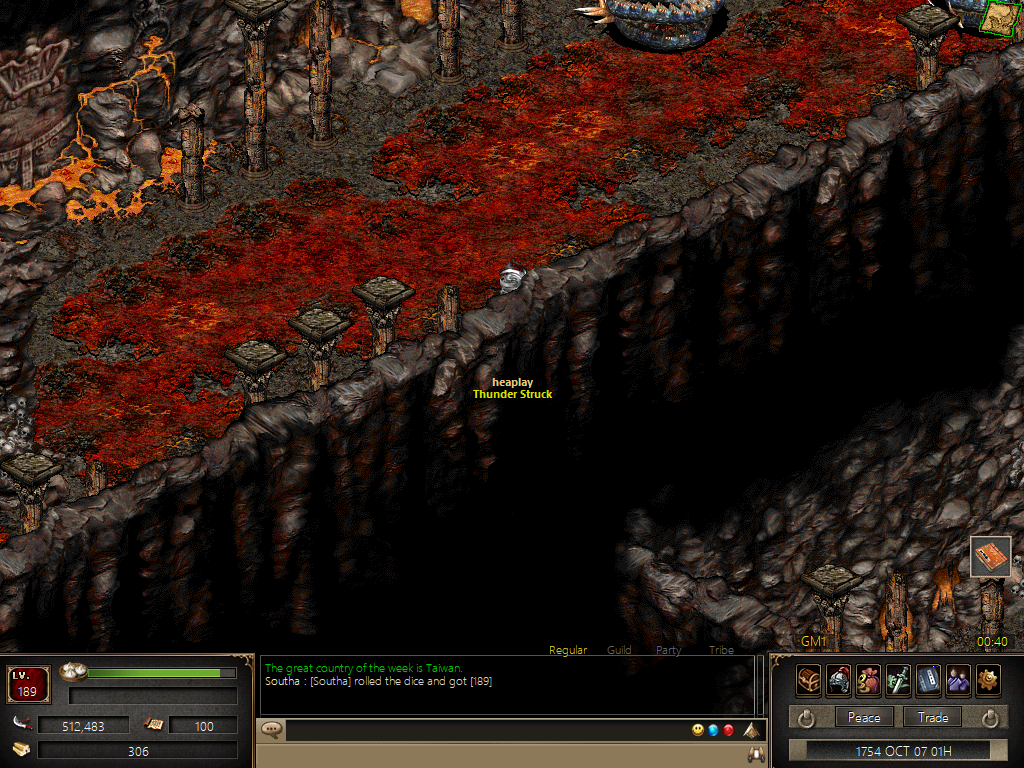 heaplay
Thunder Struck
GM1
00:40
Regular
Guild
Party
Tribe
The great country of the week is Taiwan.
Southa : [Southa] rolled the dice and got [189]
LV.
189
512,483
100
306
Peace
Trade
1754 OCT 07 01H